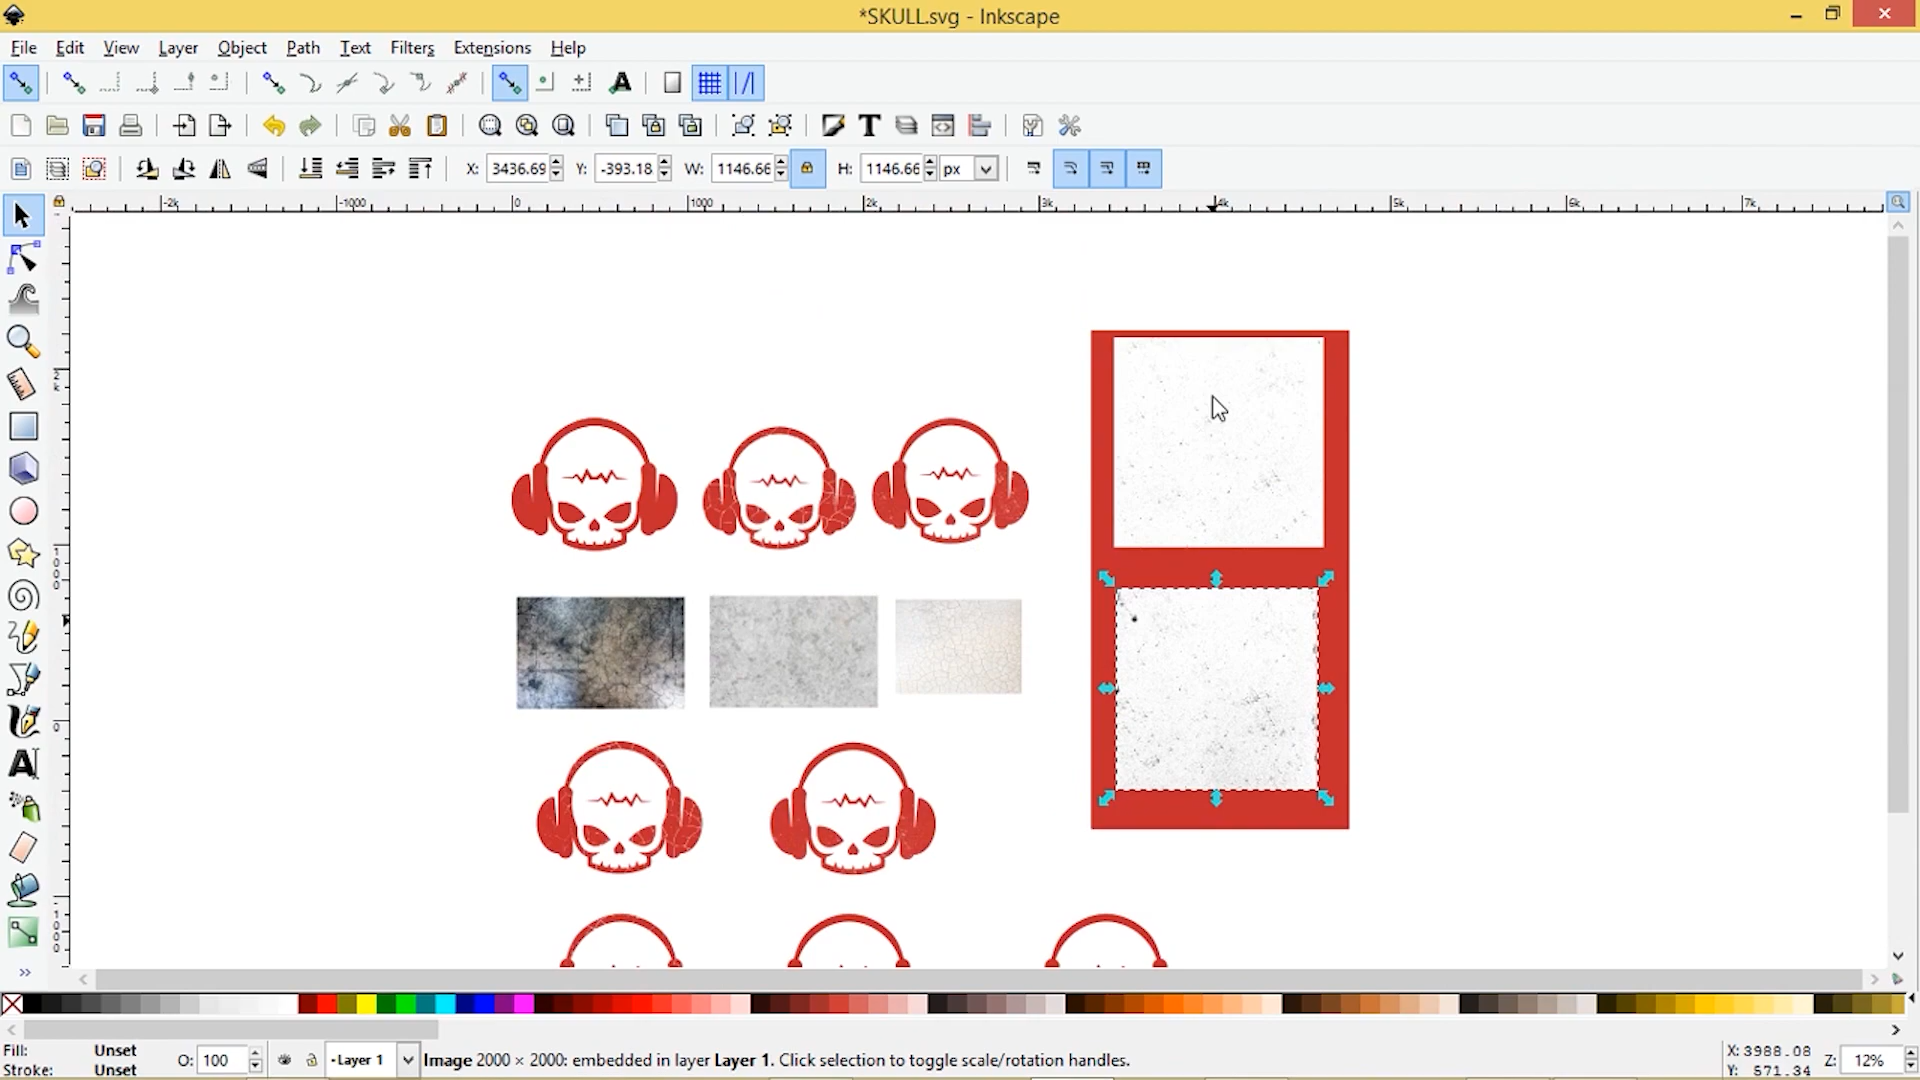 *SKULL.svg - Inkscape
File Edit View Layer Object Path Text Filters Extensions Help
X: 3436.69 Y: -393.18 W: 1146.66 H: 1146.66 px
-2k -1000 0 1000 2k 3k 4k 5k 6k 7k
Fill: Unset O: 100 -Layer 1 Image 2000 × 2000: embedded in layer Layer 1. Click selection to toggle scale/rotation handles. X: 3988.08 Z: 12%
Stroke: Unset Y: 571.34